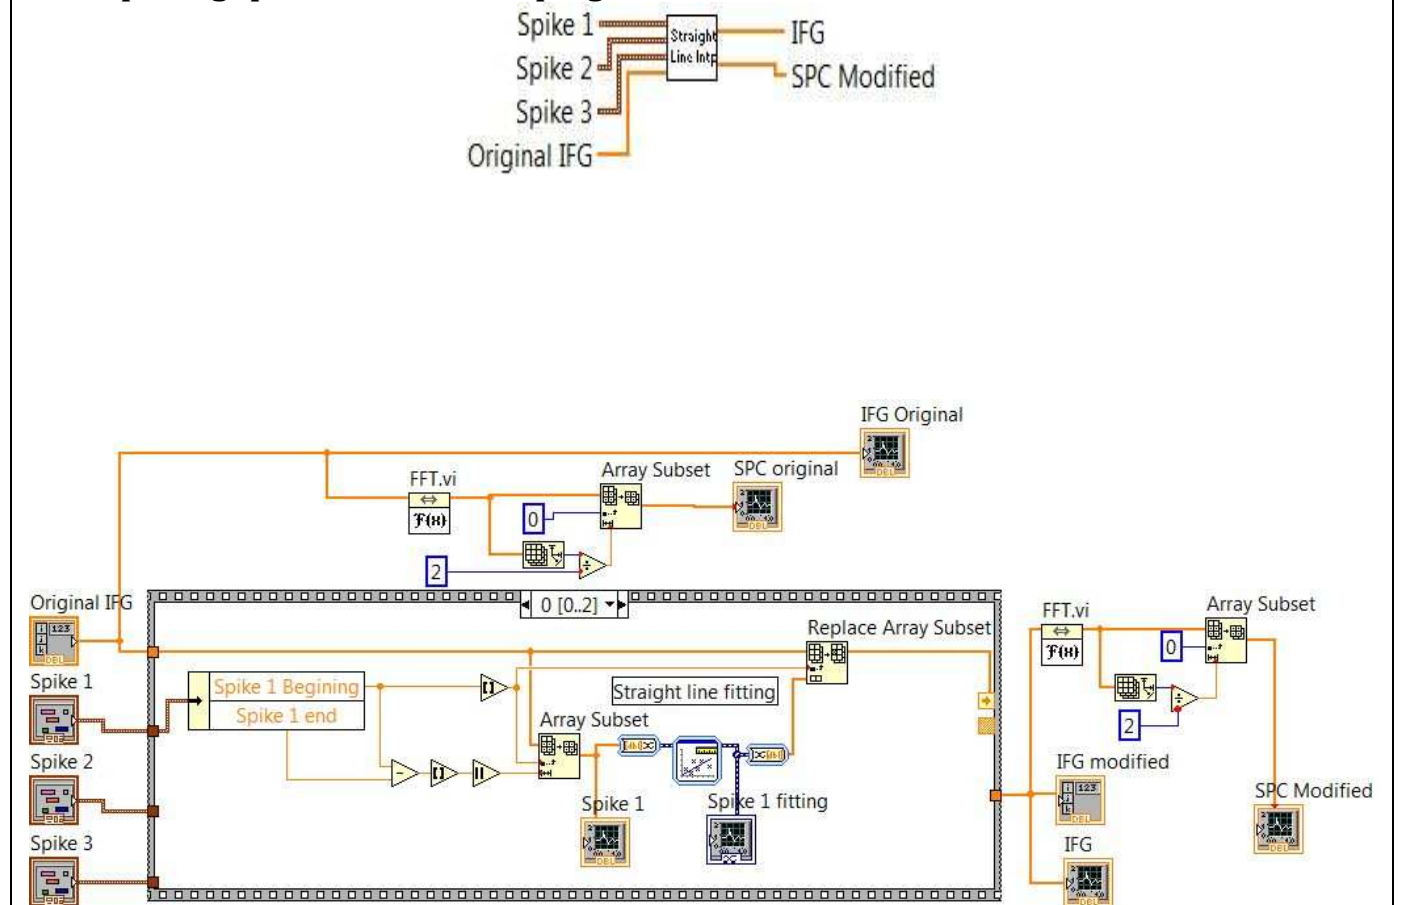 Spike 1
Straight
IFG
Line Intp
Spike 2
SPC Modified
Spike 3
Original IFG
IFG Original
FFT.vi
Array Subset
SPC original
0
F(x)
2
Original IFG
0 [0..2]
Replace Array Subset
FFT.vi
Array Subset
0
F(x)
2
Spike 1
Spike 1 Begining
Spike 1 end
Straight line fitting
Array Subset
Spike 2
Spike 1
Spike 1 fitting
IFG modified
SPC Modified
Spike 3
IFG